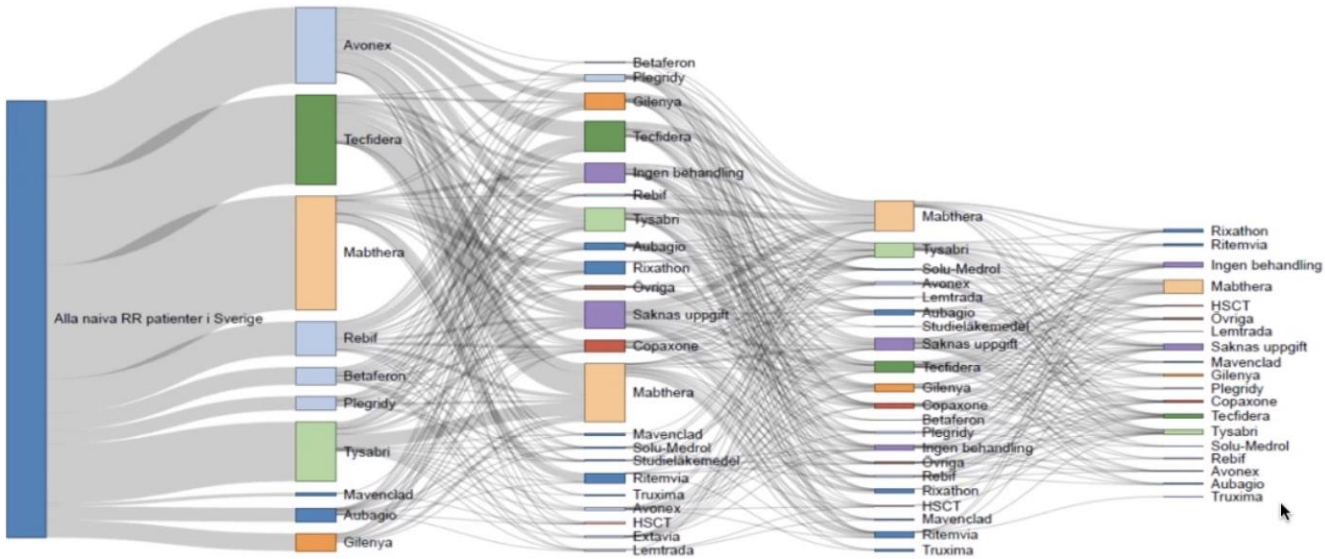 Alla naiva RR patienter i Sverige
Avonex
Tecfidera
Mabthera
Rebif
Betaferon
Plegridy
Tysabri
Mavenclad
Aubagio
Gilenya
Betaferon
Plegridy
Gilenya
Tecfidera
Ingen behandling
Rebif
Tysabri
Aubagio
Rixathon
Övriga
Saknas uppgift
Copaxone
Mabthera
Mavenclad
Solu-Medrol
Studieläkemedel
Ritemvia
Truxima
Avonex
HSCT
Extavia
Lemtrada
Mabthera
Tysabri
Solu-Medrol
Avonex
Lemtrada
Aubagio
Studieläkemedel
Saknas uppgift
Tecfidera
Gilenya
Copaxone
Betaferon
Plegridy
Ingen behandling
Övriga
Rebif
Rixathon
HSCT
Mavenclad
Ritemvia
Truxima
Rixathon
Ritemvia
Ingen behandling
Mabthera
HSCT
Övriga
Lemtrada
Saknas uppgift
Mavenclad
Gilenya
Plegridy
Copaxone
Tecfidera
Tysabri
Solu-Medrol
Rebif
Avonex
Aubagio
Truxima